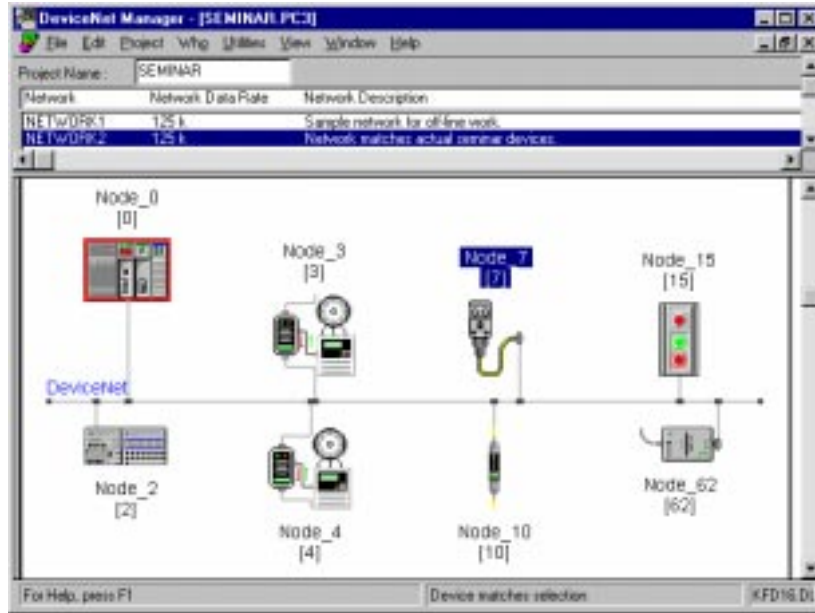 DeviceNet Manager - [SEMINAR.PC3]
File Edit Project Who Utilities View Window Help
Project Name : SEMINAR
Network Network Data Rate Network Description
NETWORK1 125 k Sample network for off-line work.
NETWORK2 125 k Network matches actual seminar devices.
Node_0
[0]
Node_3
[3]
Node_7
[7]
Node_15
[15]
DeviceNet
Node_2
[2]
Node_4
[4]
Node_10
[10]
Node_62
[62]
For Help, press F1 Device matches selection KFD16.DL